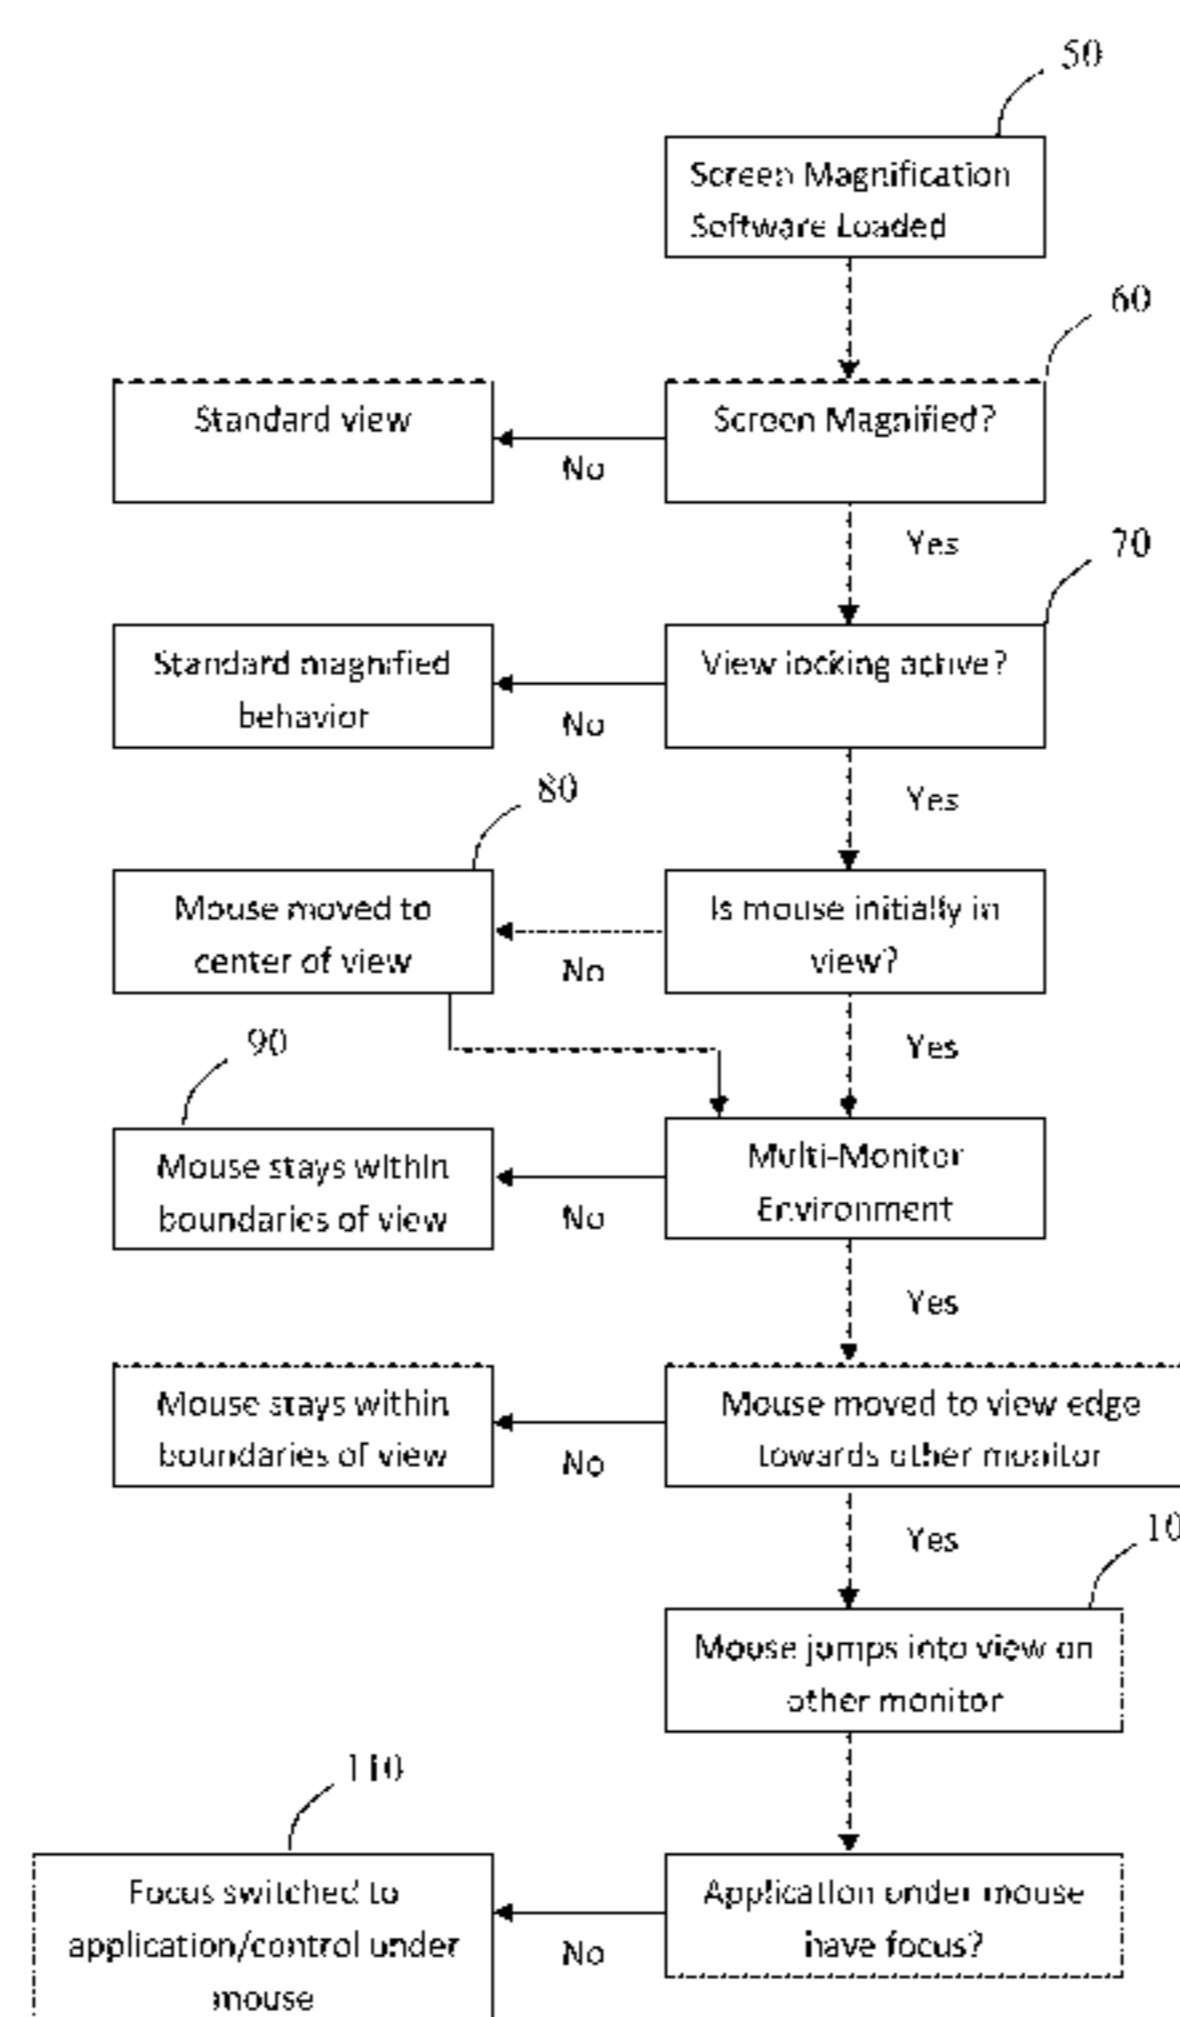 50
Screen Magnification
Software Loaded
60
Standard view
Screen Magnified?
No
Yes
70
Standard magnified
behavior
View locking active?
No
Yes
80
Mouse moved to
center of view
Is mouse initially in
view?
No
Yes
90
Mouse stays within
boundaries of view
Multi-Monitor
Environment
No
Yes
Mouse stays within
boundaries of view
Mouse moved to view edge
towards other monitor
No
Yes
10
Mouse jumps into view on
other monitor
110
Focus switched to
application/control under
mouse
Application under mouse
have focus?
No